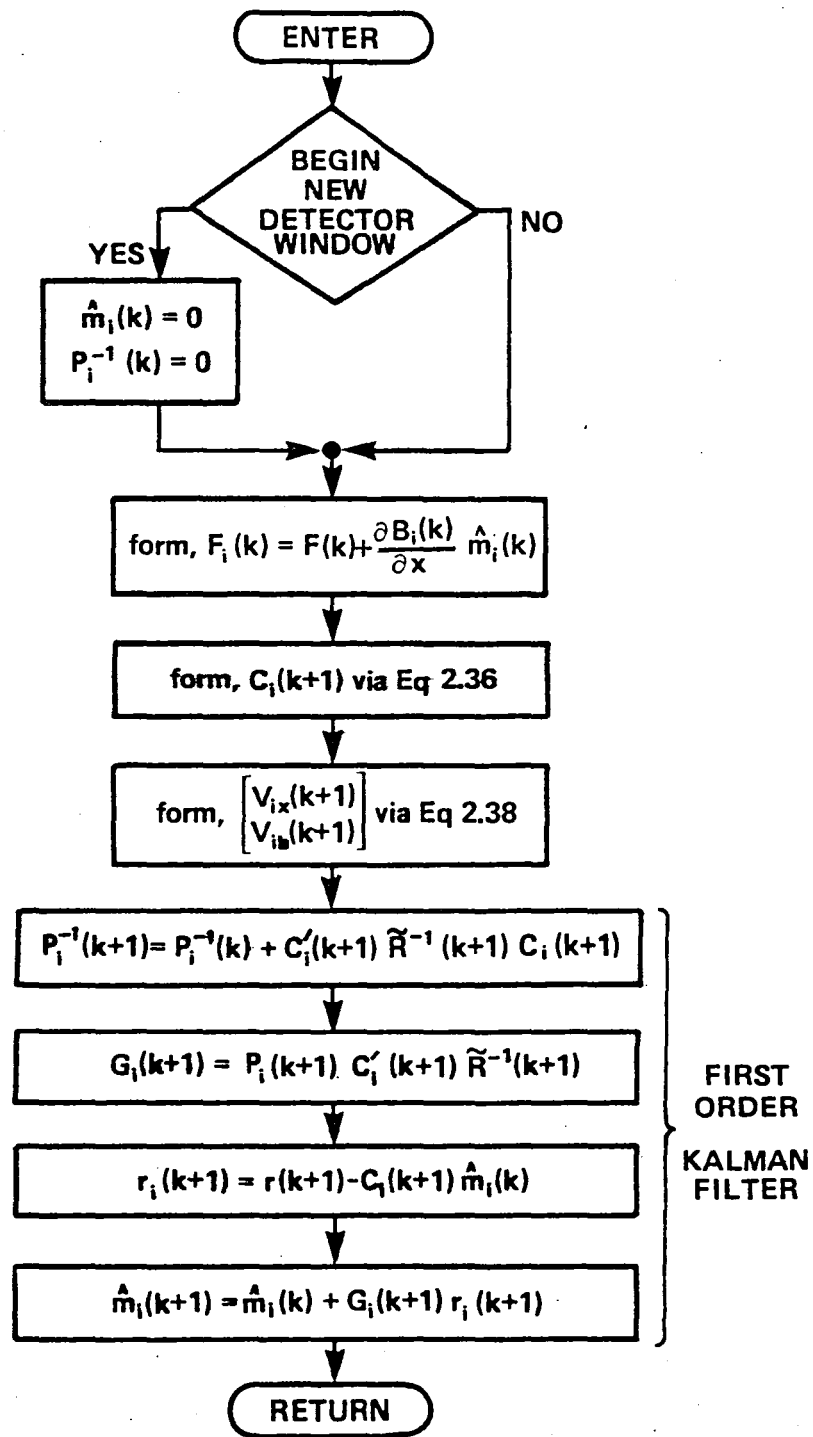 ENTER
BEGIN
NEW
DETECTOR
WINDOW
YES
NO
m̂ᵢ(k) = 0
Pᵢ⁻¹ (k) = 0
form, Fᵢ(k) = F(k)+ ∂Bᵢ(k)/∂x m̂ᵢ(k)
form, Cᵢ(k+1) via Eq 2.36
form, [Vᵢₓ(k+1) Vᵢb(k+1)] via Eq 2.38
Pᵢ⁻¹(k+1)= Pᵢ⁻¹(k) + Cᵢ′(k+1) R̃⁻¹ (k+1) Cᵢ (k+1)
Gᵢ(k+1) = Pᵢ(k+1) Cᵢ′ (k+1) R̃⁻¹(k+1)
rᵢ(k+1) = r(k+1)-Cᵢ(k+1) m̂ᵢ(k)
m̂ᵢ(k+1) = m̂ᵢ(k) + Gᵢ(k+1) rᵢ (k+1)
FIRST
ORDER
KALMAN
FILTER
RETURN